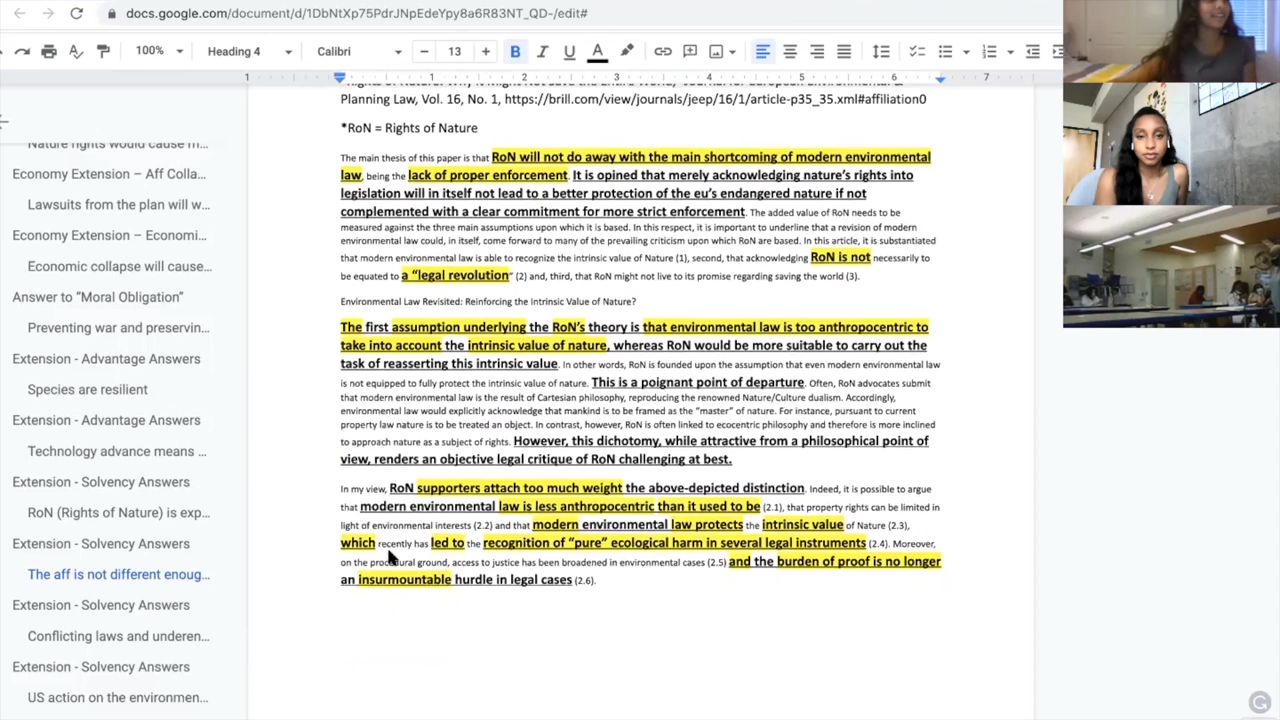 docs.google.com/document/d/1DbNtXp75PdrJNpEdeYpy8a6R83NT_QD-/edit#
100%
Heading 4
Calibri
− 13 +
B I U A
1 1 2 3 4 5 6 7
Nature rights would cause m...
Economy Extension – Aff Colla...
Lawsuits from the plan will w...
Economy Extension – Economi...
Economic collapse will cause...
Answer to “Moral Obligation”
Preventing war and preservin...
Extension - Advantage Answers
Species are resilient
Extension - Advantage Answers
Technology advance means ...
Extension - Solvency Answers
RoN (Rights of Nature) is exp...
Extension - Solvency Answers
The aff is not different enoug...
Extension - Solvency Answers
Conflicting laws and underen...
Extension - Solvency Answers
US action on the environmen...
Planning Law, Vol. 16, No. 1, https://brill.com/view/journals/jeep/16/1/article-p35_35.xml#affiliation0
*RoN = Rights of Nature
The main thesis of this paper is that RoN will not do away with the main shortcoming of modern environmental
law, being the lack of proper enforcement. It is opined that merely acknowledging nature’s rights into
legislation will in itself not lead to a better protection of the eu’s endangered nature if not
complemented with a clear commitment for more strict enforcement. The added value of RoN needs to be
measured against the three main assumptions upon which it is based. In this respect, it is important to underline that a revision of modern
environmental law could, in itself, come forward to many of the prevailing criticism upon which RoN are based. In this article, it is substantiated
that modern environmental law is able to recognize the intrinsic value of Nature (1), second, that acknowledging RoN is not necessarily to
be equated to a “legal revolution” (2) and, third, that RoN might not live to its promise regarding saving the world (3).
Environmental Law Revisited: Reinforcing the Intrinsic Value of Nature?
The first assumption underlying the RoN’s theory is that environmental law is too anthropocentric to
take into account the intrinsic value of nature, whereas RoN would be more suitable to carry out the
task of reasserting this intrinsic value. In other words, RoN is founded upon the assumption that even modern environmental law
is not equipped to fully protect the intrinsic value of nature. This is a poignant point of departure. Often, RoN advocates submit
that modern environmental law is the result of Cartesian philosophy, reproducing the renowned Nature/Culture dualism. Accordingly,
environmental law would explicitly acknowledge that mankind is to be framed as the “master” of nature. For instance, pursuant to current
property law nature is to be treated an object. In contrast, however, RoN is often linked to ecocentric philosophy and therefore is more inclined
to approach nature as a subject of rights. However, this dichotomy, while attractive from a philosophical point of
view, renders an objective legal critique of RoN challenging at best.
In my view, RoN supporters attach too much weight the above-depicted distinction. Indeed, it is possible to argue
that modern environmental law is less anthropocentric than it used to be (2.1), that property rights can be limited in
light of environmental interests (2.2) and that modern environmental law protects the intrinsic value of Nature (2.3),
which recently has led to the recognition of “pure” ecological harm in several legal instruments (2.4). Moreover,
on the procedural ground, access to justice has been broadened in environmental cases (2.5) and the burden of proof is no longer
an insurmountable hurdle in legal cases (2.6).